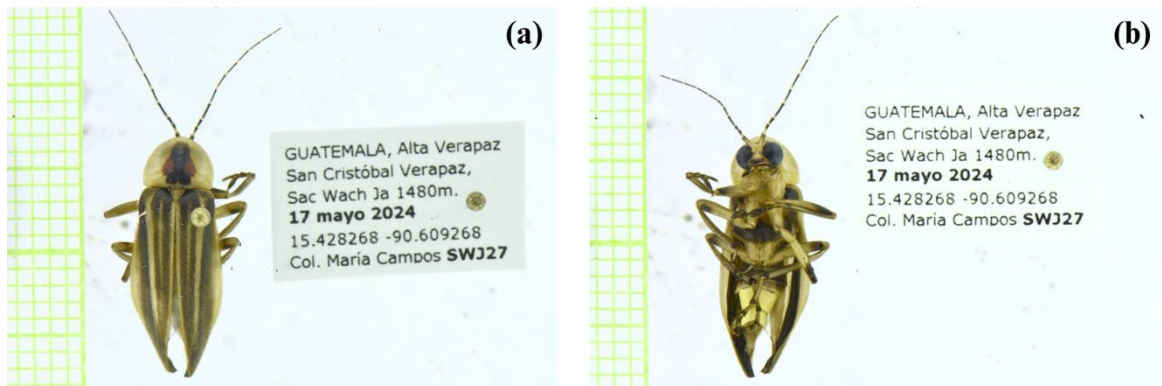 (a)
GUATEMALA, Alta Verapaz
San Cristóbal Verapaz,
Sac Wach Ja 1480m.
17 mayo 2024
15.428268 -90.609268
Col. María Campos SWJ27
(b)
GUATEMALA, Alta Verapaz
San Cristóbal Verapaz,
Sac Wach Ja 1480m.
17 mayo 2024
15.428268 -90.609268
Col. María Campos SWJ27